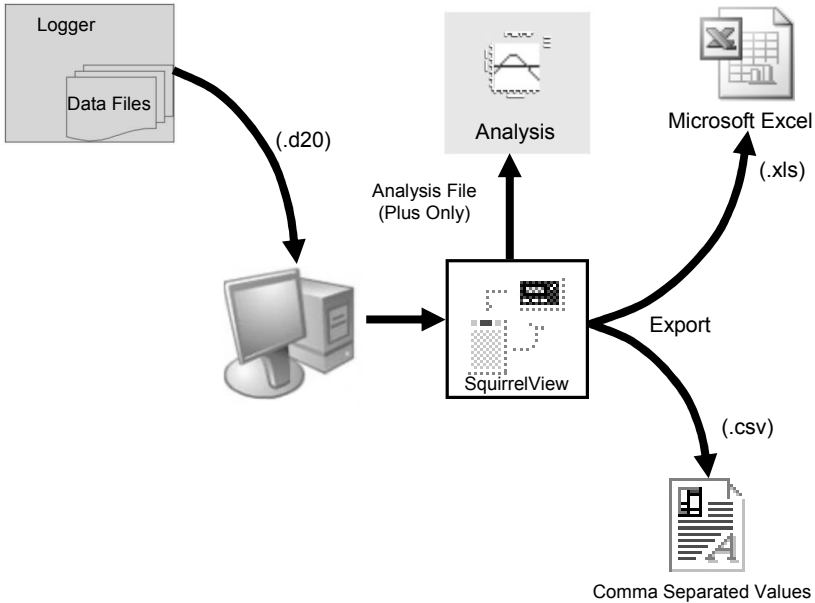 Logger
Data Files
(.d20)
Analysis
Analysis File
(Plus Only)
Microsoft Excel
(.xls)
SquirrelView
Export
(.csv)
Comma Separated Values